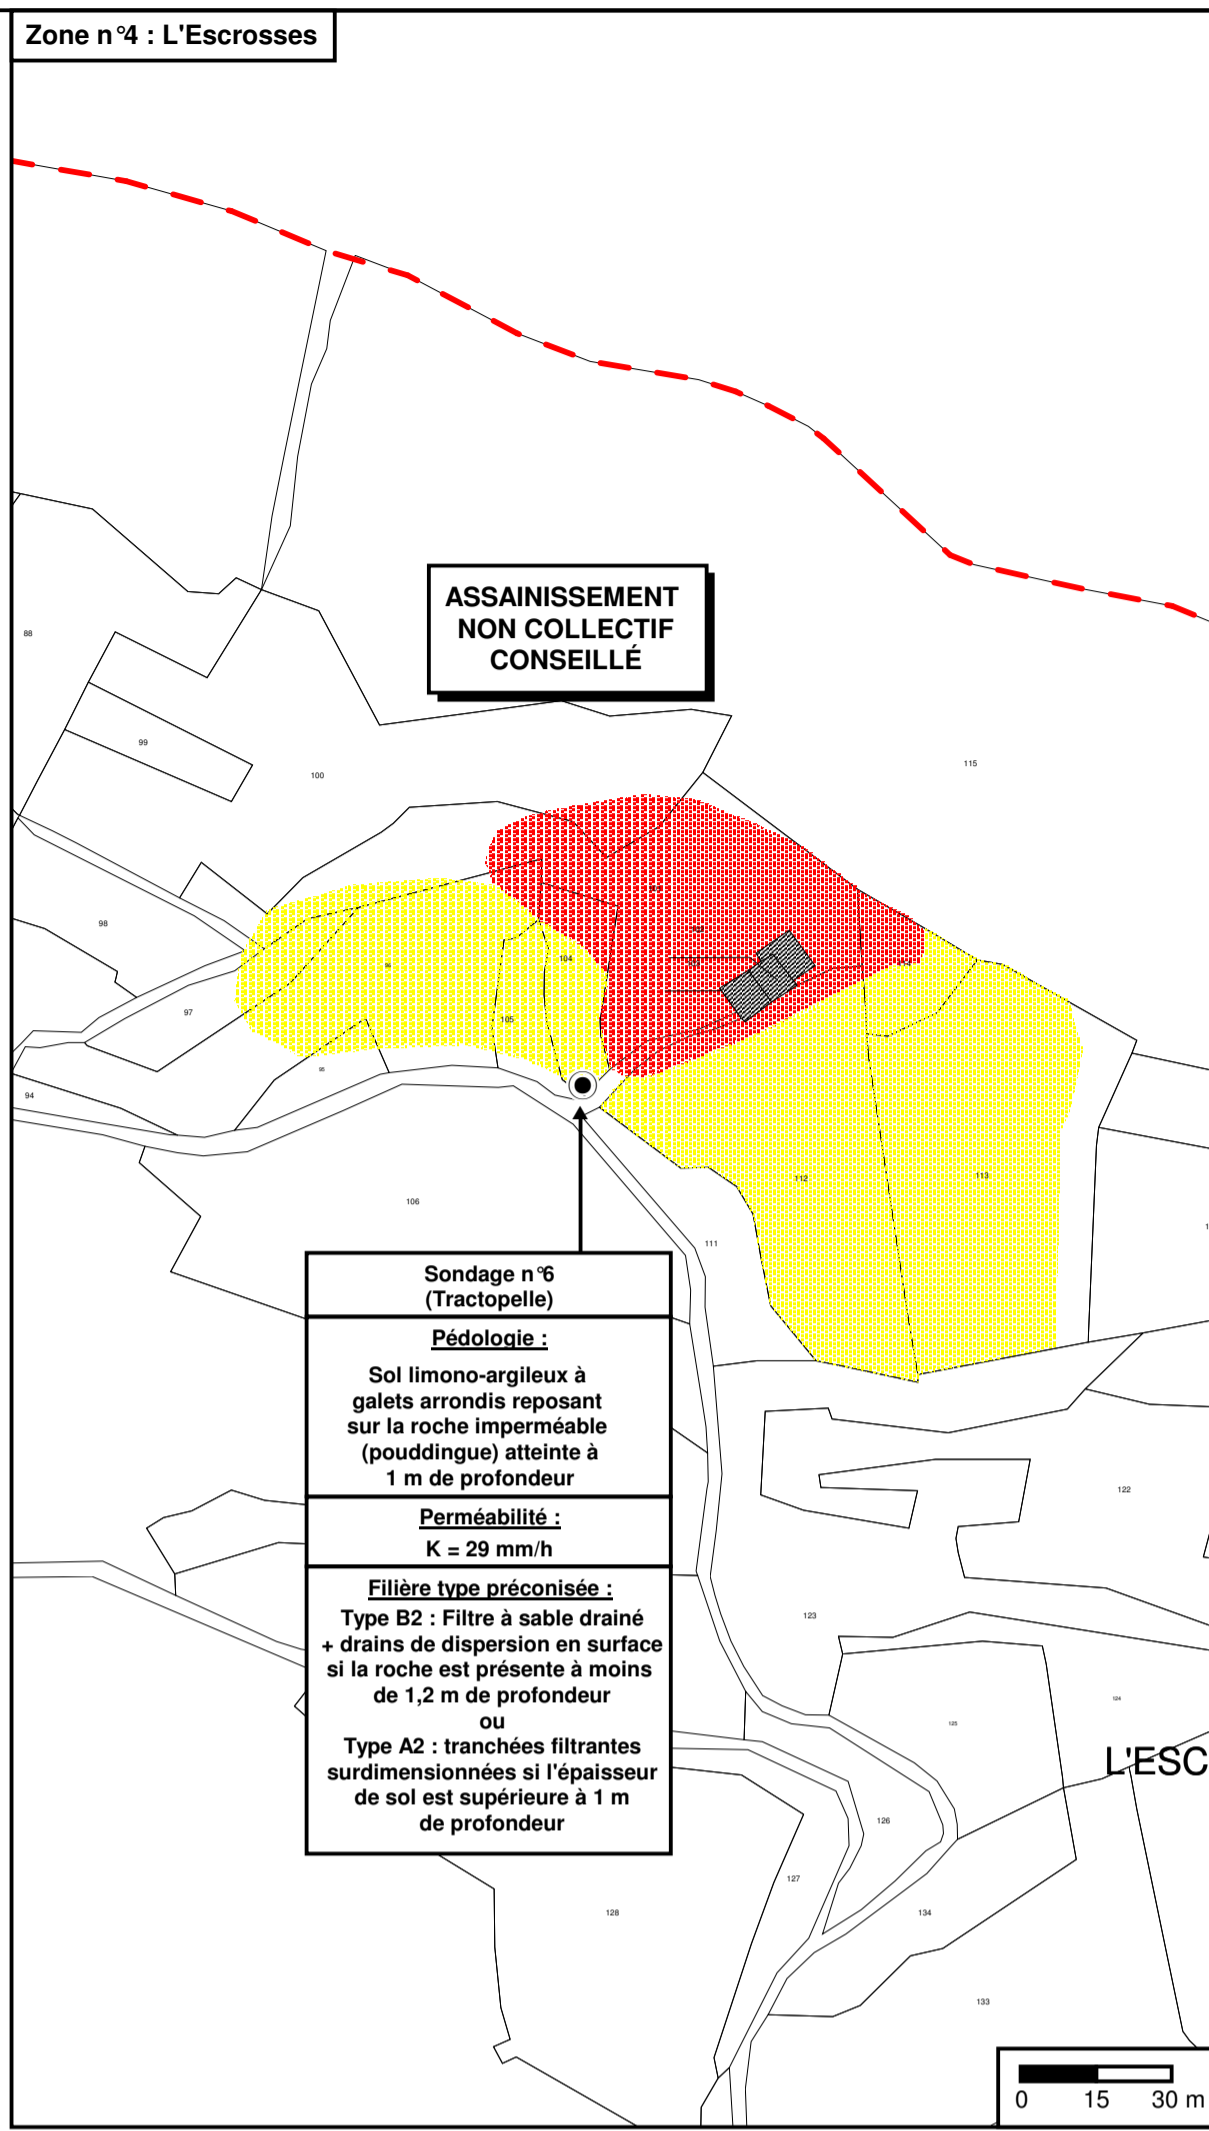 Zone n°4 : L'Escrosses
ASSAINISSEMENT
NON COLLECTIF
CONSEILLÉ
88
99
100
115
98
104
97
105
95
94
112
113
106
111
Sondage n°6
(Tractopelle)
Pédologie :
Sol limono-argileux à
galets arrondis reposant
sur la roche imperméable
(pouddingue) atteinte à
1 m de profondeur
Perméabilité :
K = 29 mm/h
Filière type préconisée :
Type B2 : Filtre à sable drainé
+ drains de dispersion en surface
si la roche est présente à moins
de 1,2 m de profondeur
ou
Type A2 : tranchées filtrantes
surdimensionnées si l'épaisseur
de sol est supérieure à 1 m
de profondeur
122
123
124
125
L'ESC
126
127
128
134
133
0 15 30 m